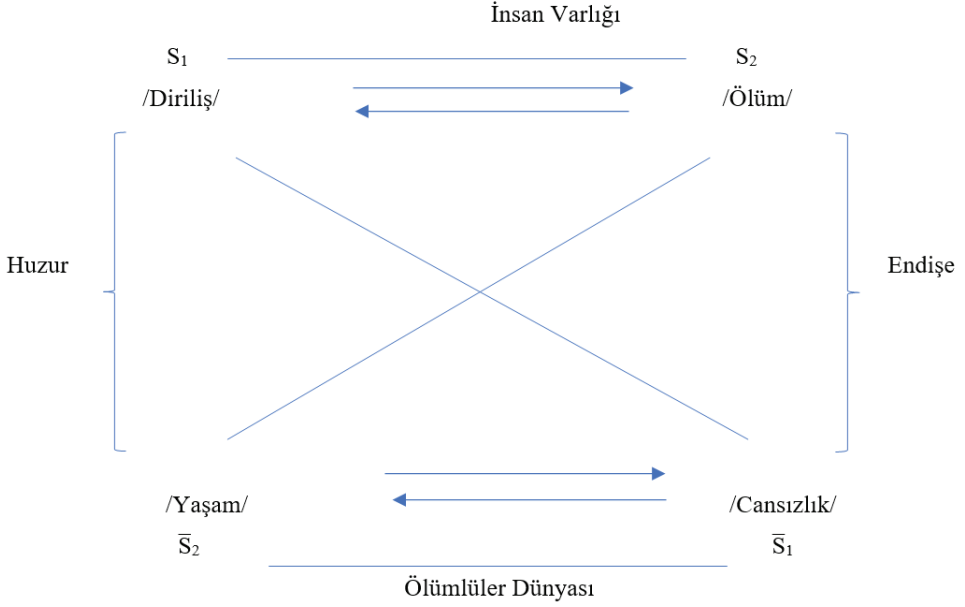 İnsan Varlığı
S₁ S₂
/Diriliş/ /Ölüm/
Huzur Endişe
/Yaşam/ /Cansızlık/
S̅₂ S̅₁
Ölümlüler Dünyası